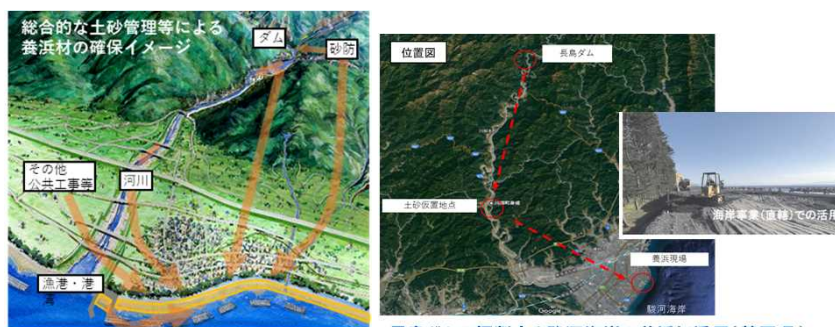 総合的な土砂管理等による
養浜材の確保イメージ
ダム
砂防
その他
公共工事等
河川
漁港・港
湾
位置図
長島ダム
土砂仮置地点
養浜現場
駿河海岸
Google
海岸事業(直轄)での活用